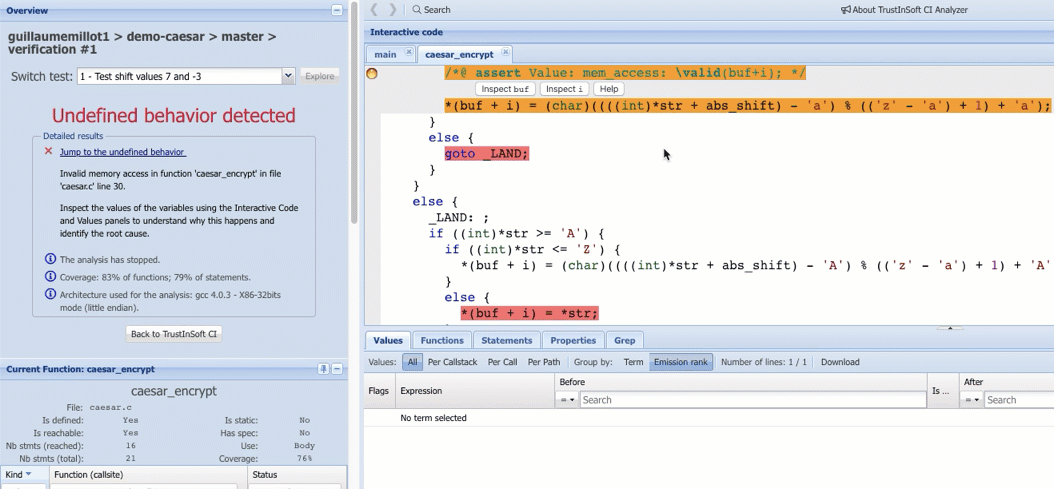 Overview
guillaumemillot1 > demo-caesar > master >
verification #1
Switch test: 1 - Test shift values 7 and -3 Explore
Undefined behavior detected
Detailed results
Jump to the undefined behavior
Invalid memory access in function 'caesar_encrypt' in file
'caesar.c' line 30.
Inspect the values of the variables using the Interactive Code
and Values panels to understand why this happens and
identify the root cause.
The analysis has stopped.
Coverage: 83% of functions; 79% of statements.
Architecture used for the analysis: gcc 4.0.3 - X86-32bits
mode (little endian).
Back to TrustInSoft CI
Current Function: caesar_encrypt
caesar_encrypt
File: caesar.c
Is defined: Yes Is static: No
Is reachable: Yes Has spec: No
Nb stmts (reached): 16 Use: Body
Nb stmts (total): 21 Coverage: 76%
Kind Function (callsite) Status
Search About TrustInSoft CI Analyzer
Interactive code
main caesar_encrypt
/*@ assert Value: mem_access: \valid(buf+i); */
Inspect buf Inspect i Help
*(buf + i) = (char)((((int)*str + abs_shift) - 'a') % (('z' - 'a') + 1) + 'a');
}
else {
goto _LAND;
}
}
else {
_LAND: ;
if ((int)*str >= 'A') {
if ((int)*str <= 'Z') {
*(buf + i) = (char)((((int)*str + abs_shift) - 'A') % (('z' - 'a') + 1) + 'A'
}
else {
*(buf + i) = *str;
Values Functions Statements Properties Grep
Values: All Per Callstack Per Call Per Path Group by: Term Emission rank Number of lines: 1 / 1 Download
Flags Expression Before Is ... After
= Search = Search
No term selected